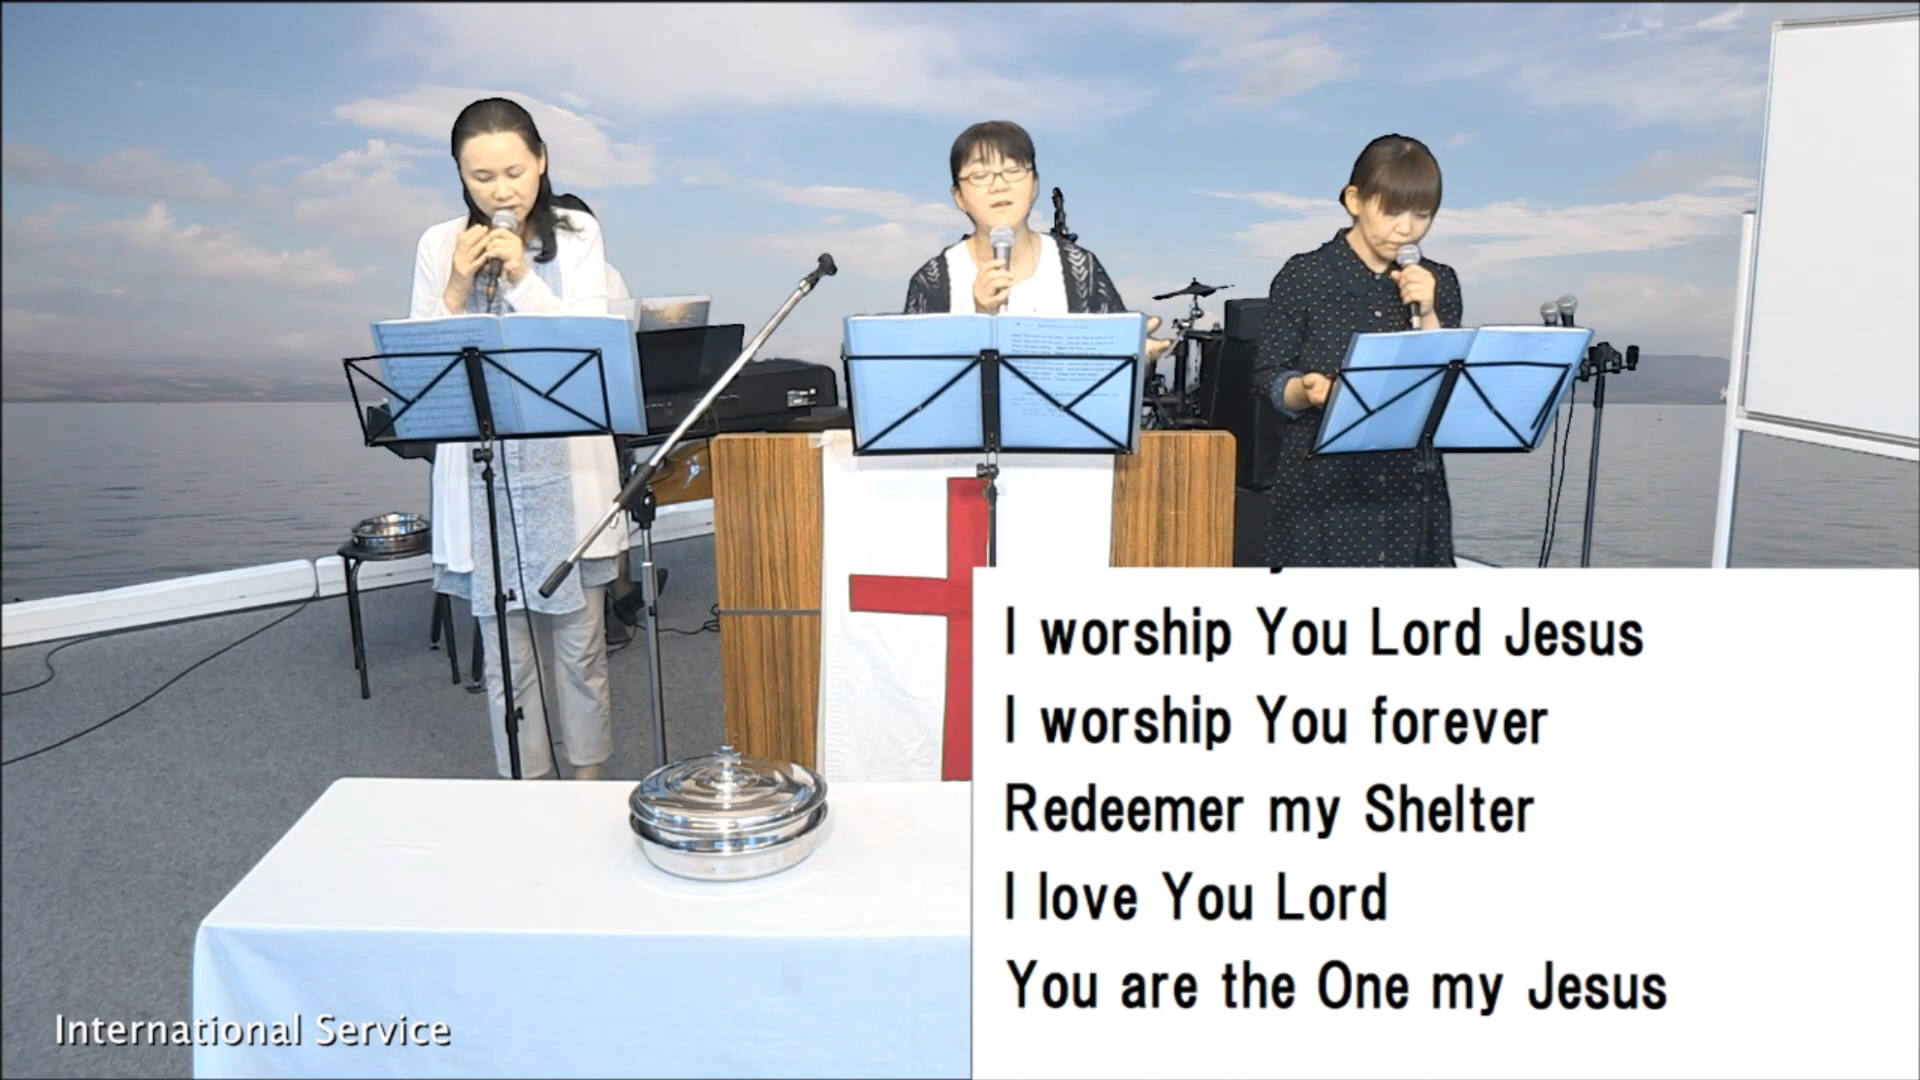 I worship You Lord Jesus
I worship You forever
Redeemer my Shelter
I love You Lord
You are the One my Jesus
International Service